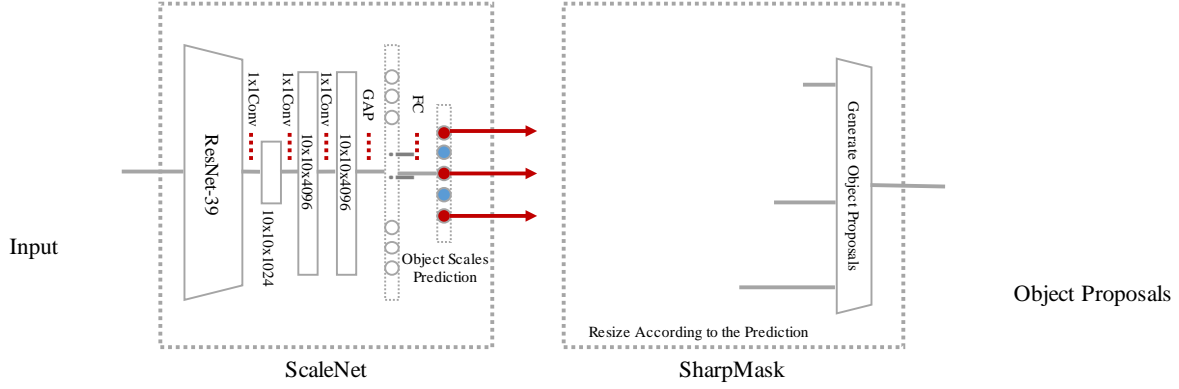 Input
ResNet-39
1x1Conv
10x10x1024
1x1Conv
10x10x4096
1x1Conv
10x10x4096
GAP
FC
Object Scales
Prediction
ScaleNet
Resize According to the Prediction
Generate Object Proposals
SharpMask
Object Proposals